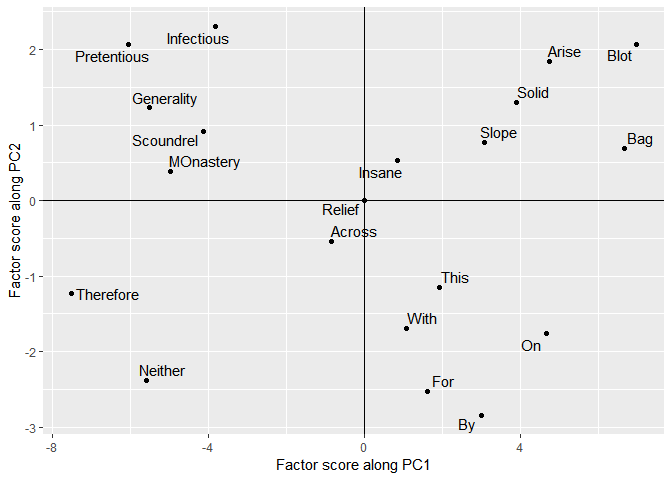 Infectious
Pretentious
Arise
Blot
Generality
Solid
Scoundrel
Slope
Bag
MOnastery
Insane
Relief
Across
Therefore
This
With
On
Neither
For
By
2
1
0
-1
-2
-3
Factor score along PC2
-8
-4
0
4
Factor score along PC1